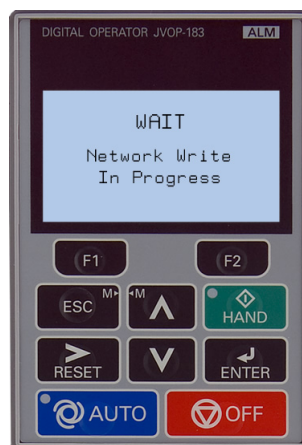 DIGITAL OPERATOR JVOP-183 ALM
WAIT
Network Write
In Progress
F1 F2
ESC M M HAND
RESET ENTER
AUTO OFF